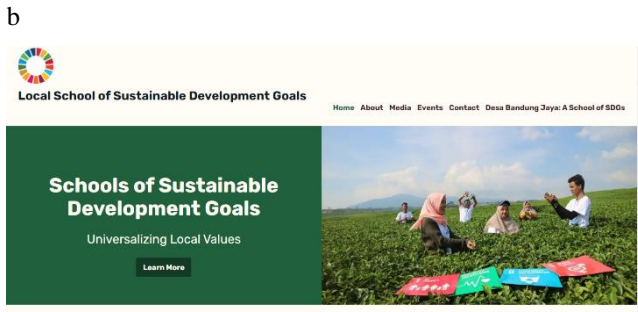 b
Local School of Sustainable Development Goals
Home About Media Events Contact Desa Bandung Jaya: A School of SDGs
Schools of Sustainable
Development Goals
Universalizing Local Values
Learn More